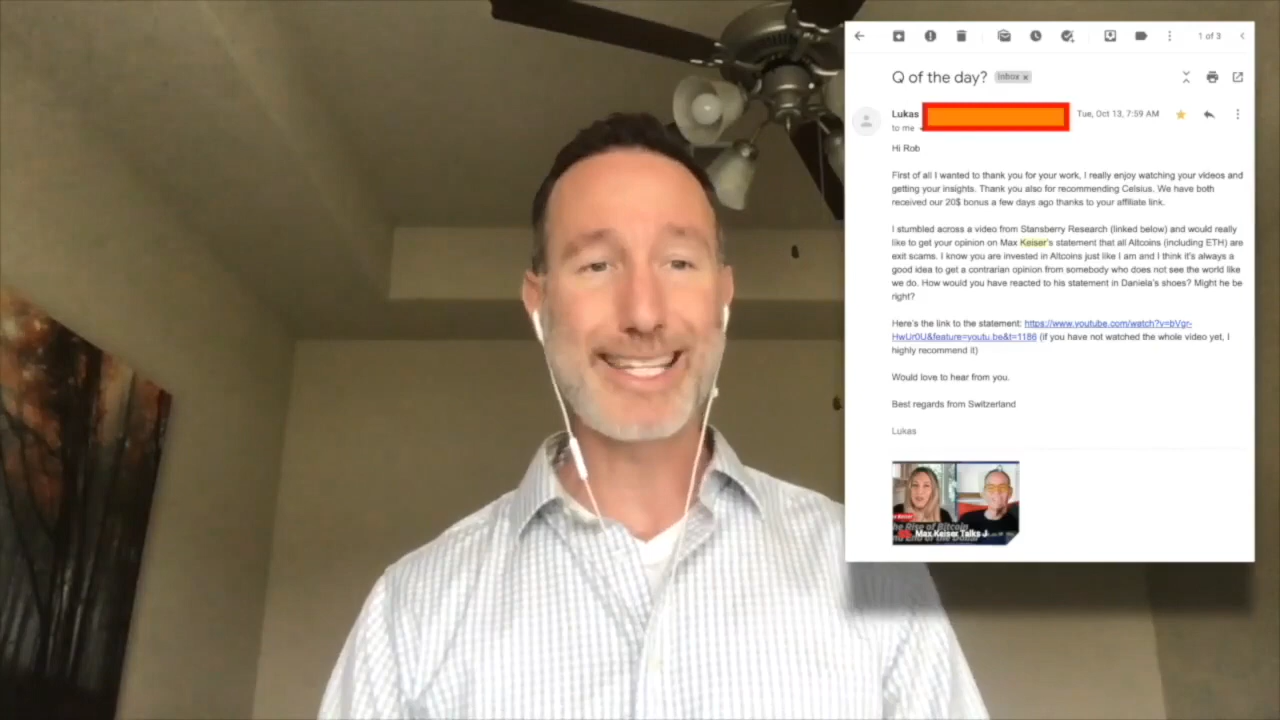 1 of 3
Q of the day? Inbox x
Lukas
Tue, Oct 13, 7:59 AM
to me
Hi Rob
First of all I wanted to thank you for your work, I really enjoy watching your videos and
getting your insights. Thank you also for recommending Celsius. We have both
received our 20$ bonus a few days ago thanks to your affiliate link.
I stumbled across a video from Stansberry Research (linked below) and would really
like to get your opinion on Max Keiser's statement that all Altcoins (including ETH) are
exit scams. I know you are invested in Altcoins just like I am and I think it's always a
good idea to get a contrarian opinion from somebody who does not see the world like
we do. How would you have reacted to his statement in Daniela's shoes? Might he be
right?
Here's the link to the statement: https://www.youtube.com/watch?v=bVgr-
HwUr0U&feature=youtu.be&t=1186 (if you have not watched the whole video yet, I
highly recommend it)
Would love to hear from you.
Best regards from Switzerland
Lukas
he Rise of Bitcoin
Max Keiser Talks J